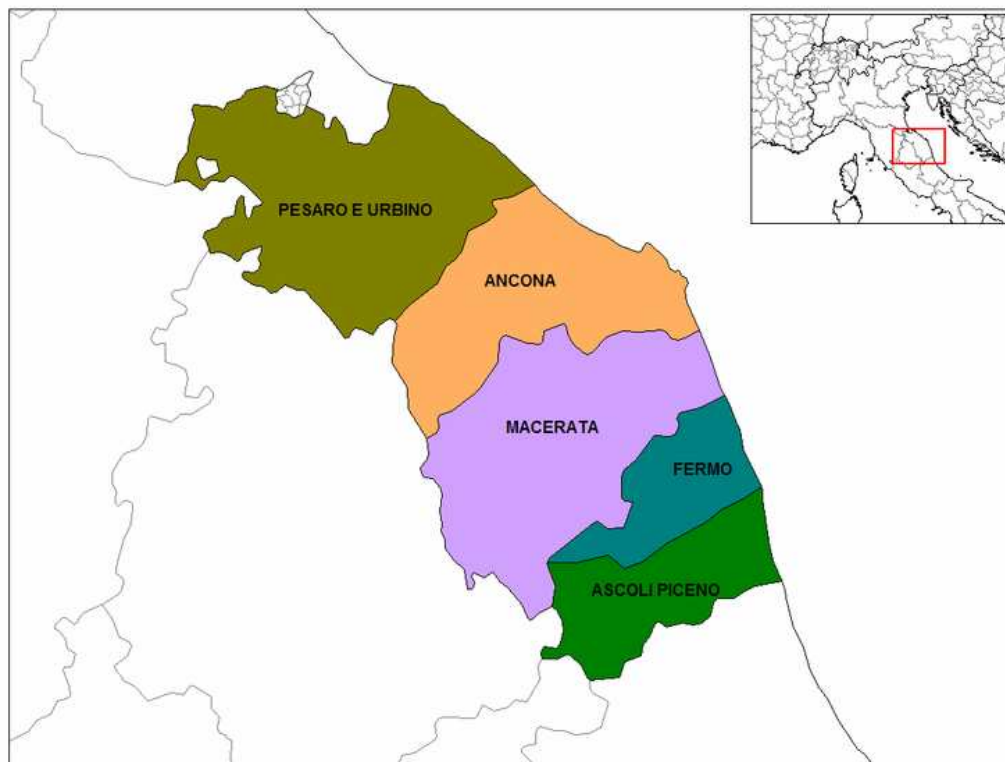 PESARO E URBINO
ANCONA
MACERATA
FERMO
ASCOLI PICENO